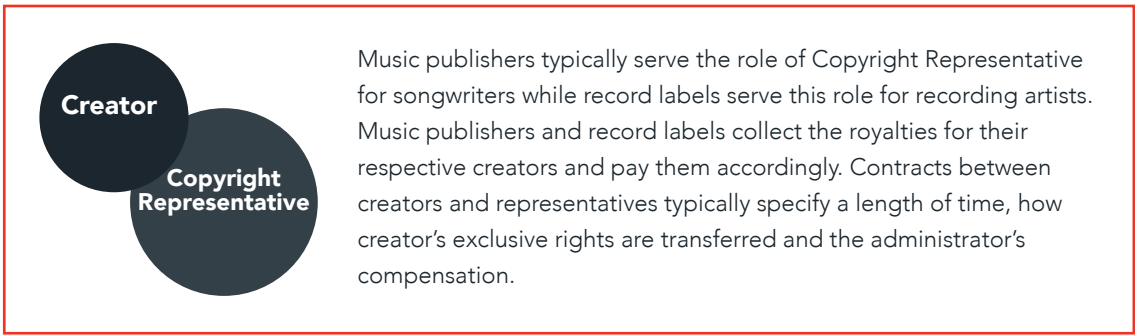 Creator
Copyright
Representative
Music publishers typically serve the role of Copyright Representative
for songwriters while record labels serve this role for recording artists.
Music publishers and record labels collect the royalties for their
respective creators and pay them accordingly. Contracts between
creators and representatives typically specify a length of time, how
creator’s exclusive rights are transferred and the administrator’s
compensation.